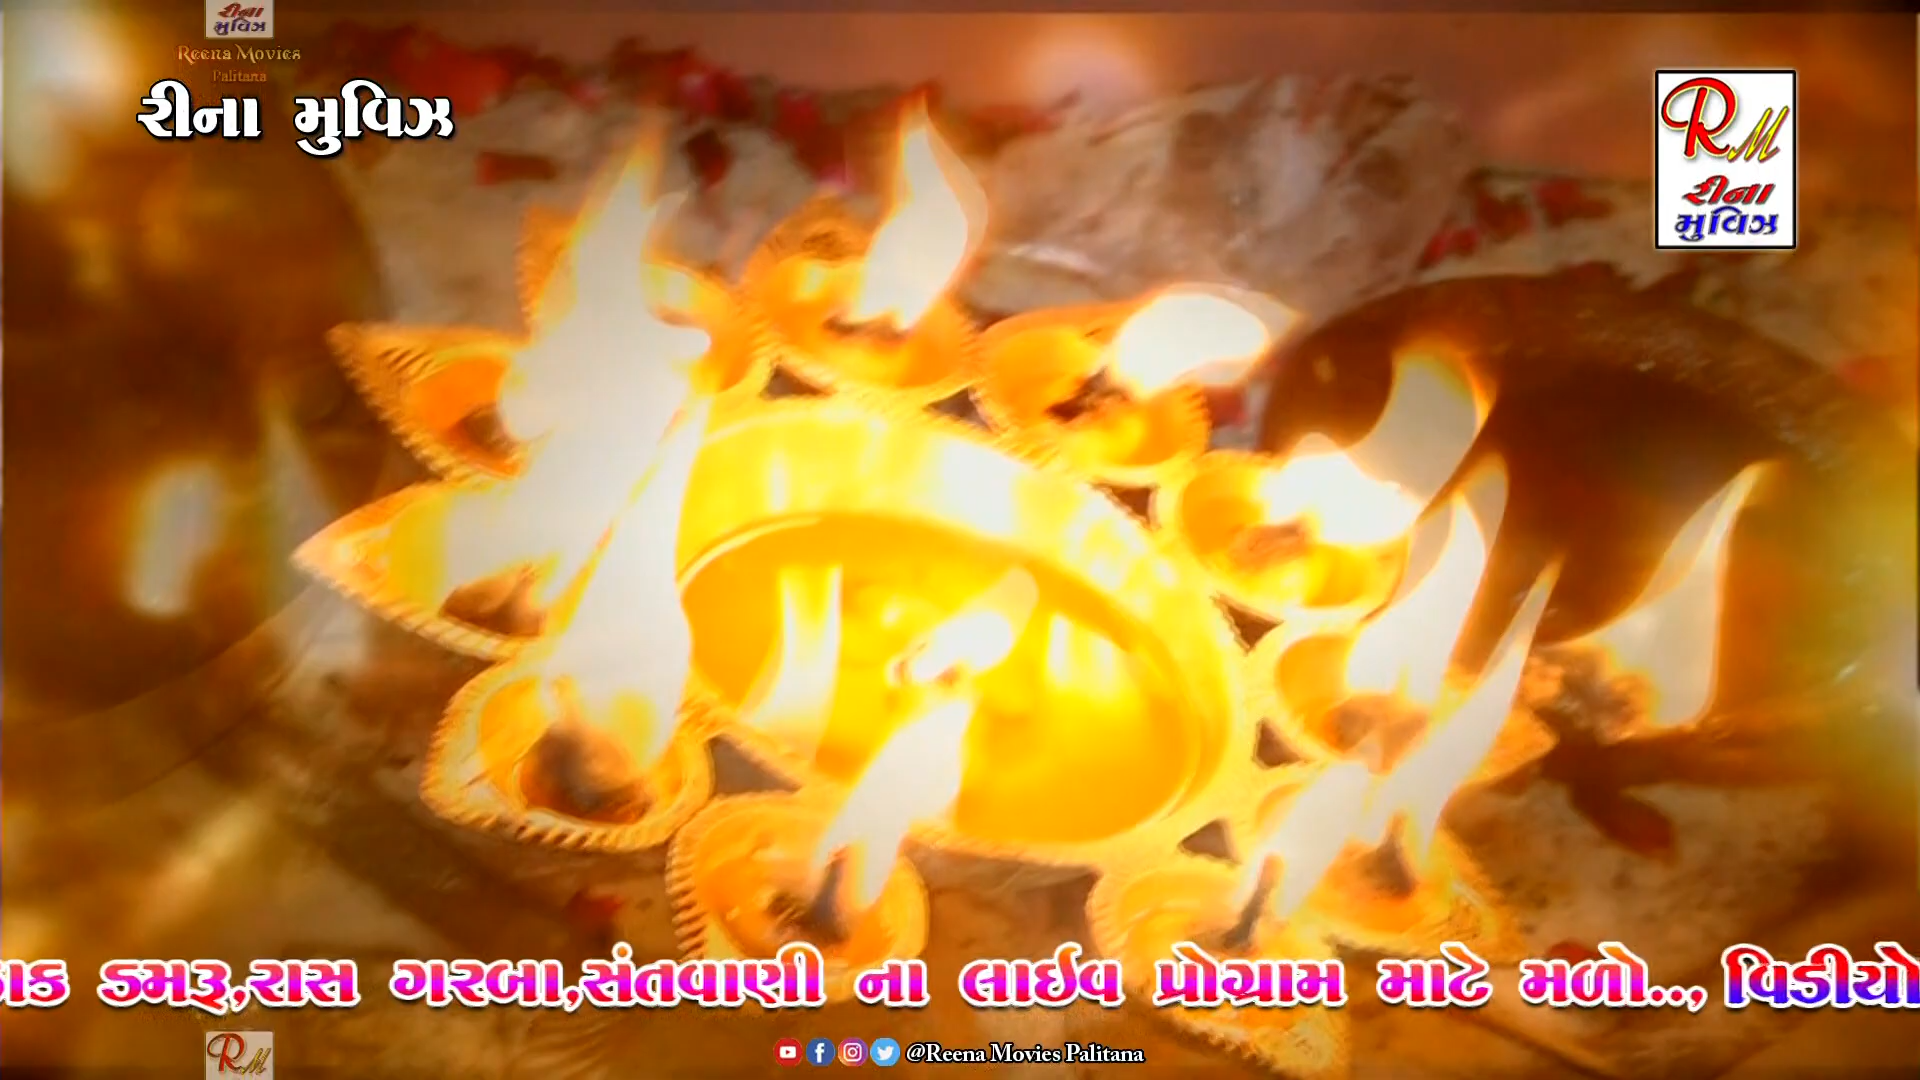 રીના
મુવિઝ
Reena Movies
Palitana
રીના મુવિઝ
RM
રીના
મુવિઝ
ડાક ડમરૂ,રાસ ગરબા,સંતવાણી ના લાઈવ પ્રોગ્રામ માટે મળો.., વિડીયો
RM
@Reena Movies Palitana